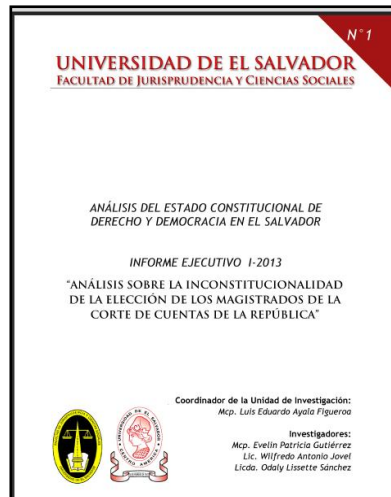 N°1
UNIVERSIDAD DE EL SALVADOR
FACULTAD DE JURISPRUDENCIA Y CIENCIAS SOCIALES
ANÁLISIS DEL ESTADO CONSTITUCIONAL DE
DERECHO Y DEMOCRACIA EN EL SALVADOR
INFORME EJECUTIVO I-2013
"ANÁLISIS SOBRE LA INCONSTITUCIONALIDAD
DE LA ELECCIÓN DE LOS MAGISTRADOS DE LA
CORTE DE CUENTAS DE LA REPÚBLICA"
Coordinador de la Unidad de Investigación:
Mcp. Luis Eduardo Ayala Figueroa
Investigadores:
Mcp. Evelin Patricia Gutiérrez
Lic. Wilfredo Antonio Jovel
Licda. Odaly Lissette Sánchez